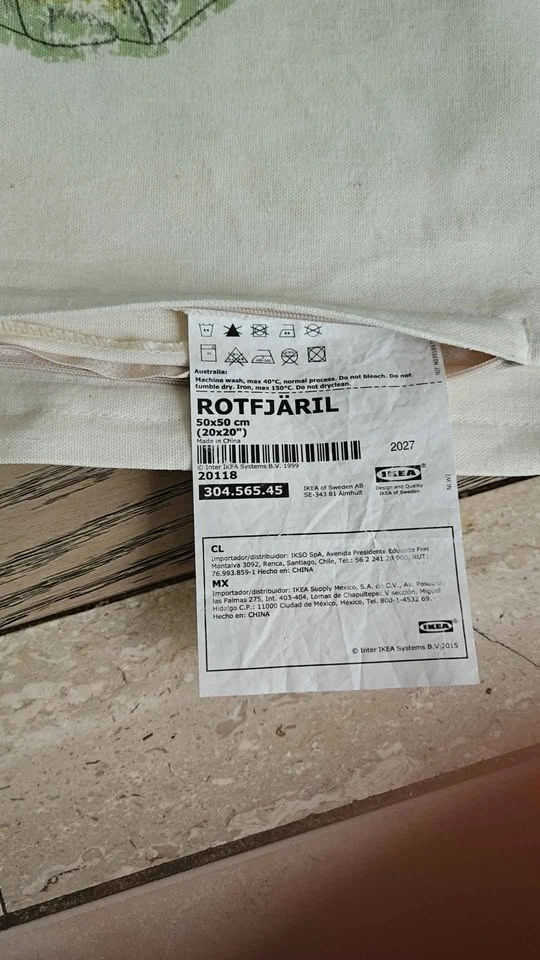 Australia:
Machine wash, max 40°C, normal process. Do not bleach. Do not
tumble dry. Iron, max 150°C. Do not dryclean.
ROTFJÄRIL
50x50 cm
(20x20")
Made in China
2027
© Inter IKEA Systems B.V. 1999
20118
304.565.45
IKEA of Sweden AB
SE-343 81 Älmhult
IKEA®
Design and Quality
IKEA of Sweden
CL
Importador/distribuidor: IKSO SpA, Avenida Presidente Eduardo Frei
Montalva 3092, Renca, Santiago, Chile, Tel.: 56 2 241 900, RUT:
76.993.859-1 Hecho en: CHINA
MX
Importador/distribuidor: IKEA Supply Mexico, S.A. de C.V., Av. Paseo De
las Palmas 275, Int. 403-404, Lomas de Chapultepec V sección, Miguel
Hidalgo C.P.: 11000 Ciudad de México, México, Tel. 800-1-4532 69.
Hecho en: CHINA
IKEA®
© Inter IKEA Systems B.V. 2015